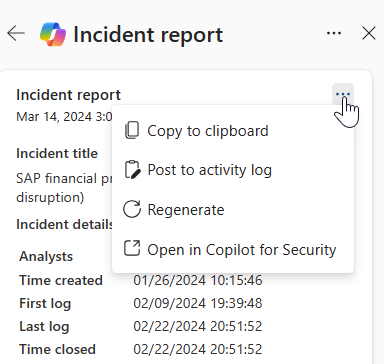 Incident report
Incident report
Mar 14, 2024 3:0
Copy to clipboard
Incident title
Post to activity log
SAP financial pr
disruption)
Regenerate
Incident details
Open in Copilot for Security
Analysts
Time created 01/26/2024 10:15:46
First log 02/09/2024 19:39:48
Last log 02/22/2024 20:51:52
Time closed 02/22/2024 20:51:52